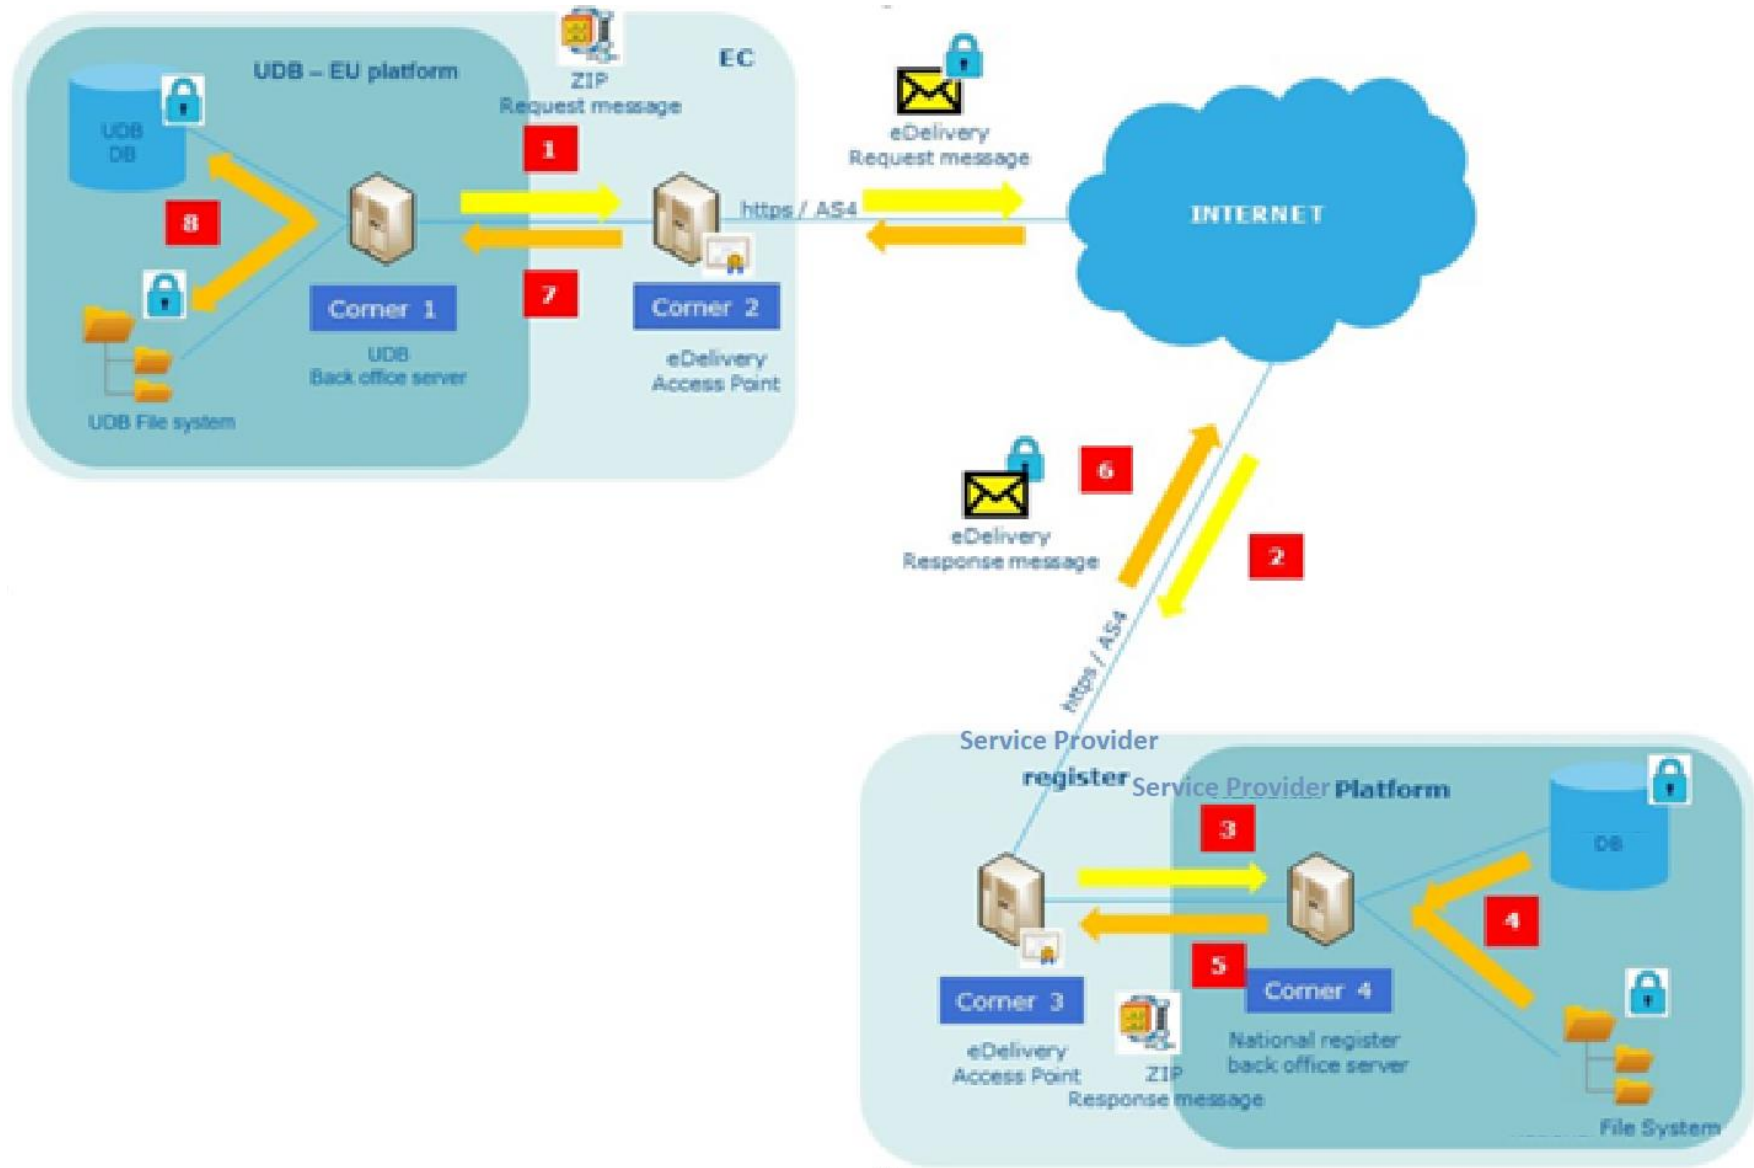 UDB – EU platform
EC
ZIP
Request message
UDB
DB
1
8
7
Corner 1
UDB
Back office server
Corner 2
eDelivery
Access Point
UDB File system
https / AS4
eDelivery
Request message
INTERNET
6
2
eDelivery
Response message
https / AS4
Service Provider
register
Service Provider Platform
3
DB
4
5
Corner 3
eDelivery
Access Point
ZIP
Response message
Corner 4
National register
back office server
File System